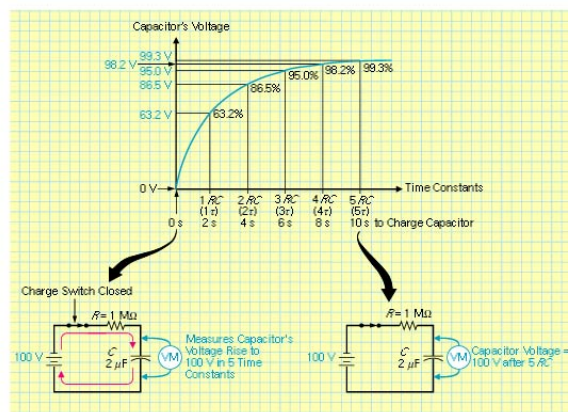 Capacitor's Voltage
99.3 V
98.2 V
95.0 V
86.5 V
63.2 V
0 V
63.2%
86.5%
95.0%
98.2%
99.3%
Time Constants
1 RC 2 RC 3 RC 4 RC 5 RC
(1τ) (2τ) (3τ) (4τ) (5τ)
0 s 2 s 4 s 6 s 8 s 10 s to Charge Capacitor
Charge Switch Closed
R = 1 MΩ
100 V
C
2 μF
VM
Measures Capacitor's
Voltage Rise to
100 V in 5 Time
Constants
R = 1 MΩ
100 V
C
2 μF
VM
Capacitor Voltage =
100 V after 5 RC